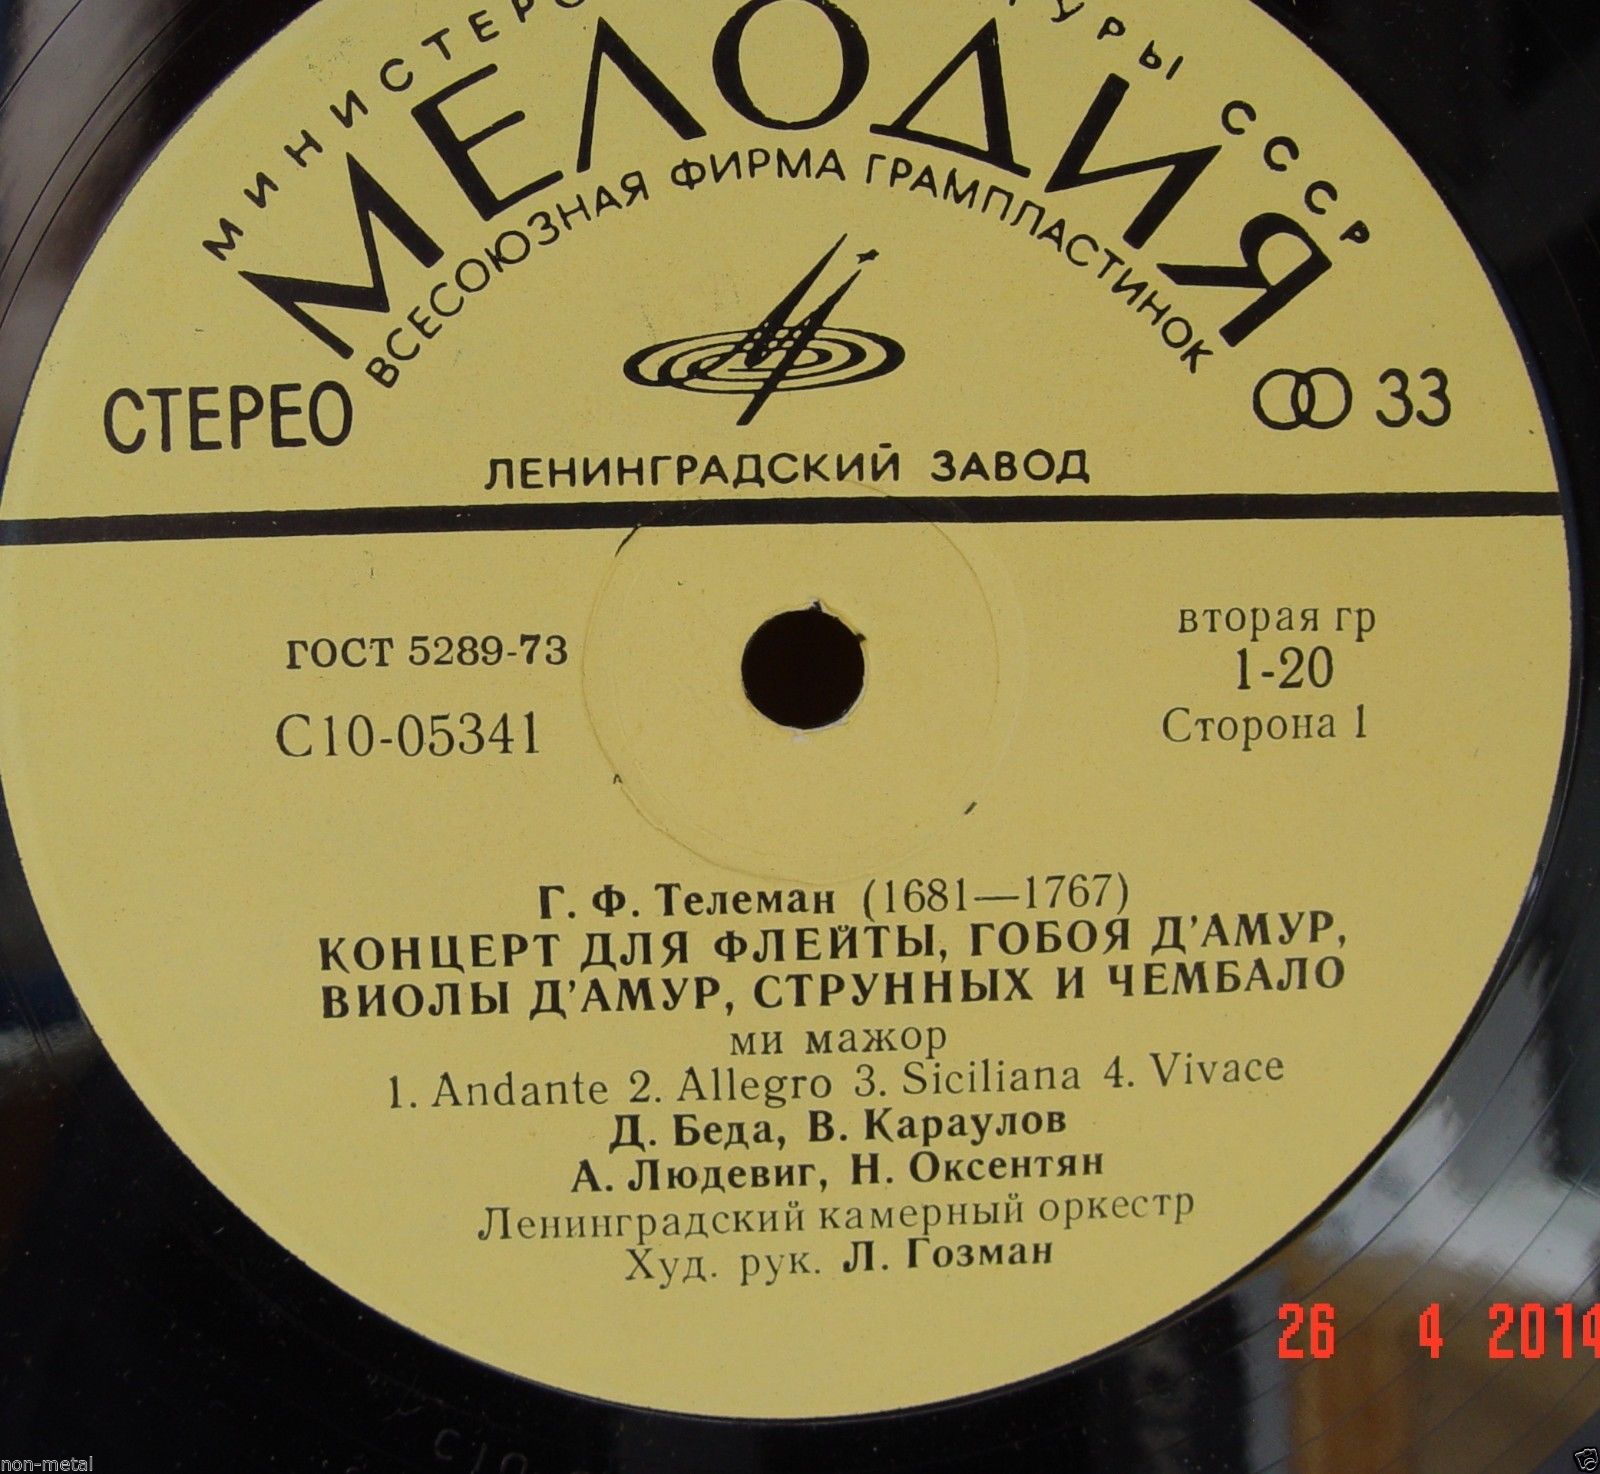 МЕЛОДИЯ
ВСЕСОЮЗНАЯ ФИРМА ГРАМПЛАСТИНОК
СССР
СТЕРЕО
33
ЛЕНИНГРАДСКИЙ ЗАВОД
ГОСТ 5289-73
С10-05341
вторая гр
1-20
Сторона 1
Г. Ф. Телеман (1681—1767)
КОНЦЕРТ ДЛЯ ФЛЕЙТЫ, ГОБОЯ Д'АМУР,
ВИОЛЫ Д'АМУР, СТРУННЫХ И ЧЕМБАЛО
ми мажор
1. Andante 2. Allegro 3. Siciliana 4. Vivace
Д. Беда, В. Караулов
А. Людевиг, Н. Оксентян
Ленинградский камерный оркестр
Худ. рук. Л. Гозман
26 4 2014
non-metal